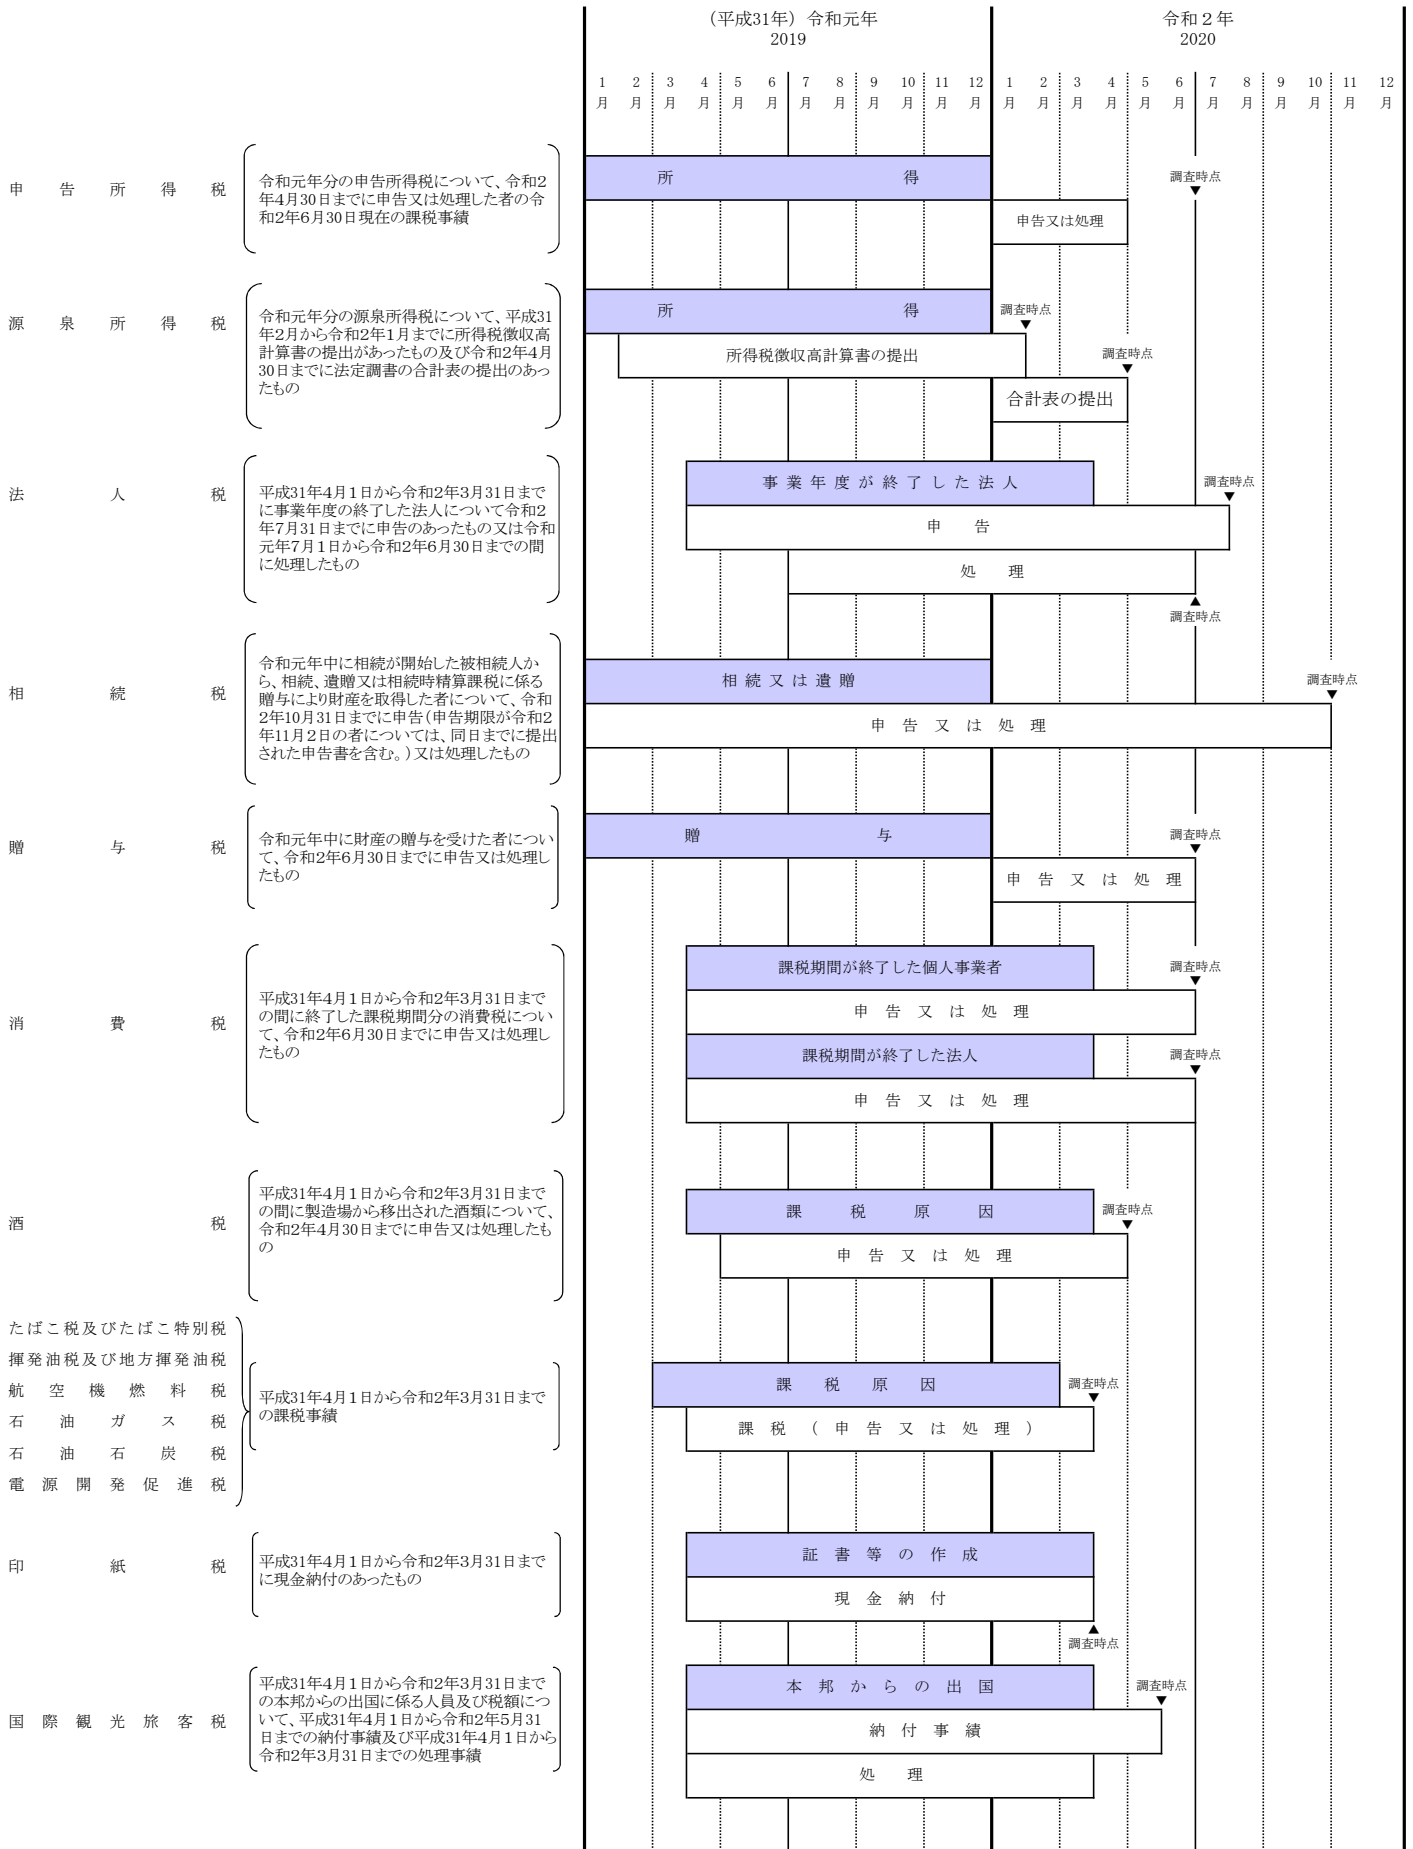 （平成31年）令和元年
2019
令和２年
2020
1 2 3 4 5 6 7 8 9 10 11 12 1 2 3 4 5 6 7 8 9 10 11 12
月 月 月 月 月 月 月 月 月 月 月 月 月 月 月 月 月 月 月 月 月 月 月 月
申告所得税
令和元年分の申告所得税について、令和2
年4月30日までに申告又は処理した者の令
和2年6月30日現在の課税事績
所得
調査時点
申告又は処理
源泉所得税
令和元年分の源泉所得税について、平成31
年2月から令和2年1月までに所得税徴収高
計算書の提出があったもの及び令和2年4月
30日までに法定調書の合計表の提出のあっ
たもの
所得
調査時点
所得税徴収高計算書の提出
調査時点
合計表の提出
法人税
平成31年4月1日から令和2年3月31日まで
に事業年度の終了した法人について令和2
年7月31日までに申告のあったもの又は令和
元年7月1日から令和2年6月30日までの間
に処理したもの
事業年度が終了した法人
調査時点
申告
処理
調査時点
相続税
令和元年中に相続が開始した被相続人か
ら、相続、遺贈又は相続時精算課税に係る
贈与により財産を取得した者について、令和
2年10月31日までに申告（申告期限が令和2
年11月２日の者については、同日までに提出
された申告書を含む。）又は処理したもの
相続又は遺贈
調査時点
申告又は処理
贈与税
令和元年中に財産の贈与を受けた者につい
て、令和2年6月30日までに申告又は処理し
たもの
贈与
調査時点
申告又は処理
消費税
平成31年4月1日から令和2年3月31日まで
の間に終了した課税期間分の消費税につい
て、令和2年6月30日までに申告又は処理し
たもの
課税期間が終了した個人事業者
調査時点
申告又は処理
課税期間が終了した法人
調査時点
申告又は処理
酒税
平成31年4月1日から令和2年3月31日まで
の間に製造場から移出された酒類について、
令和2年4月30日までに申告又は処理したも
の
課税原因
調査時点
申告又は処理
たばこ税及びたばこ特別税
揮発油税及び地方揮発油税
航空機燃料税
石油ガス税
石油石炭税
電源開発促進税
平成31年4月1日から令和2年3月31日まで
の課税事績
課税原因
調査時点
課税（申告又は処理）
印紙税
平成31年4月1日から令和2年3月31日まで
に現金納付のあったもの
証書等の作成
現金納付
調査時点
国際観光旅客税
平成31年4月1日から令和2年3月31日まで
の本邦からの出国に係る人員及び税額につ
いて、平成31年4月1日から令和2年5月31
日までの納付事績及び平成31年4月1日から
令和2年3月31日までの処理事績
本邦からの出国
調査時点
納付事績
処理